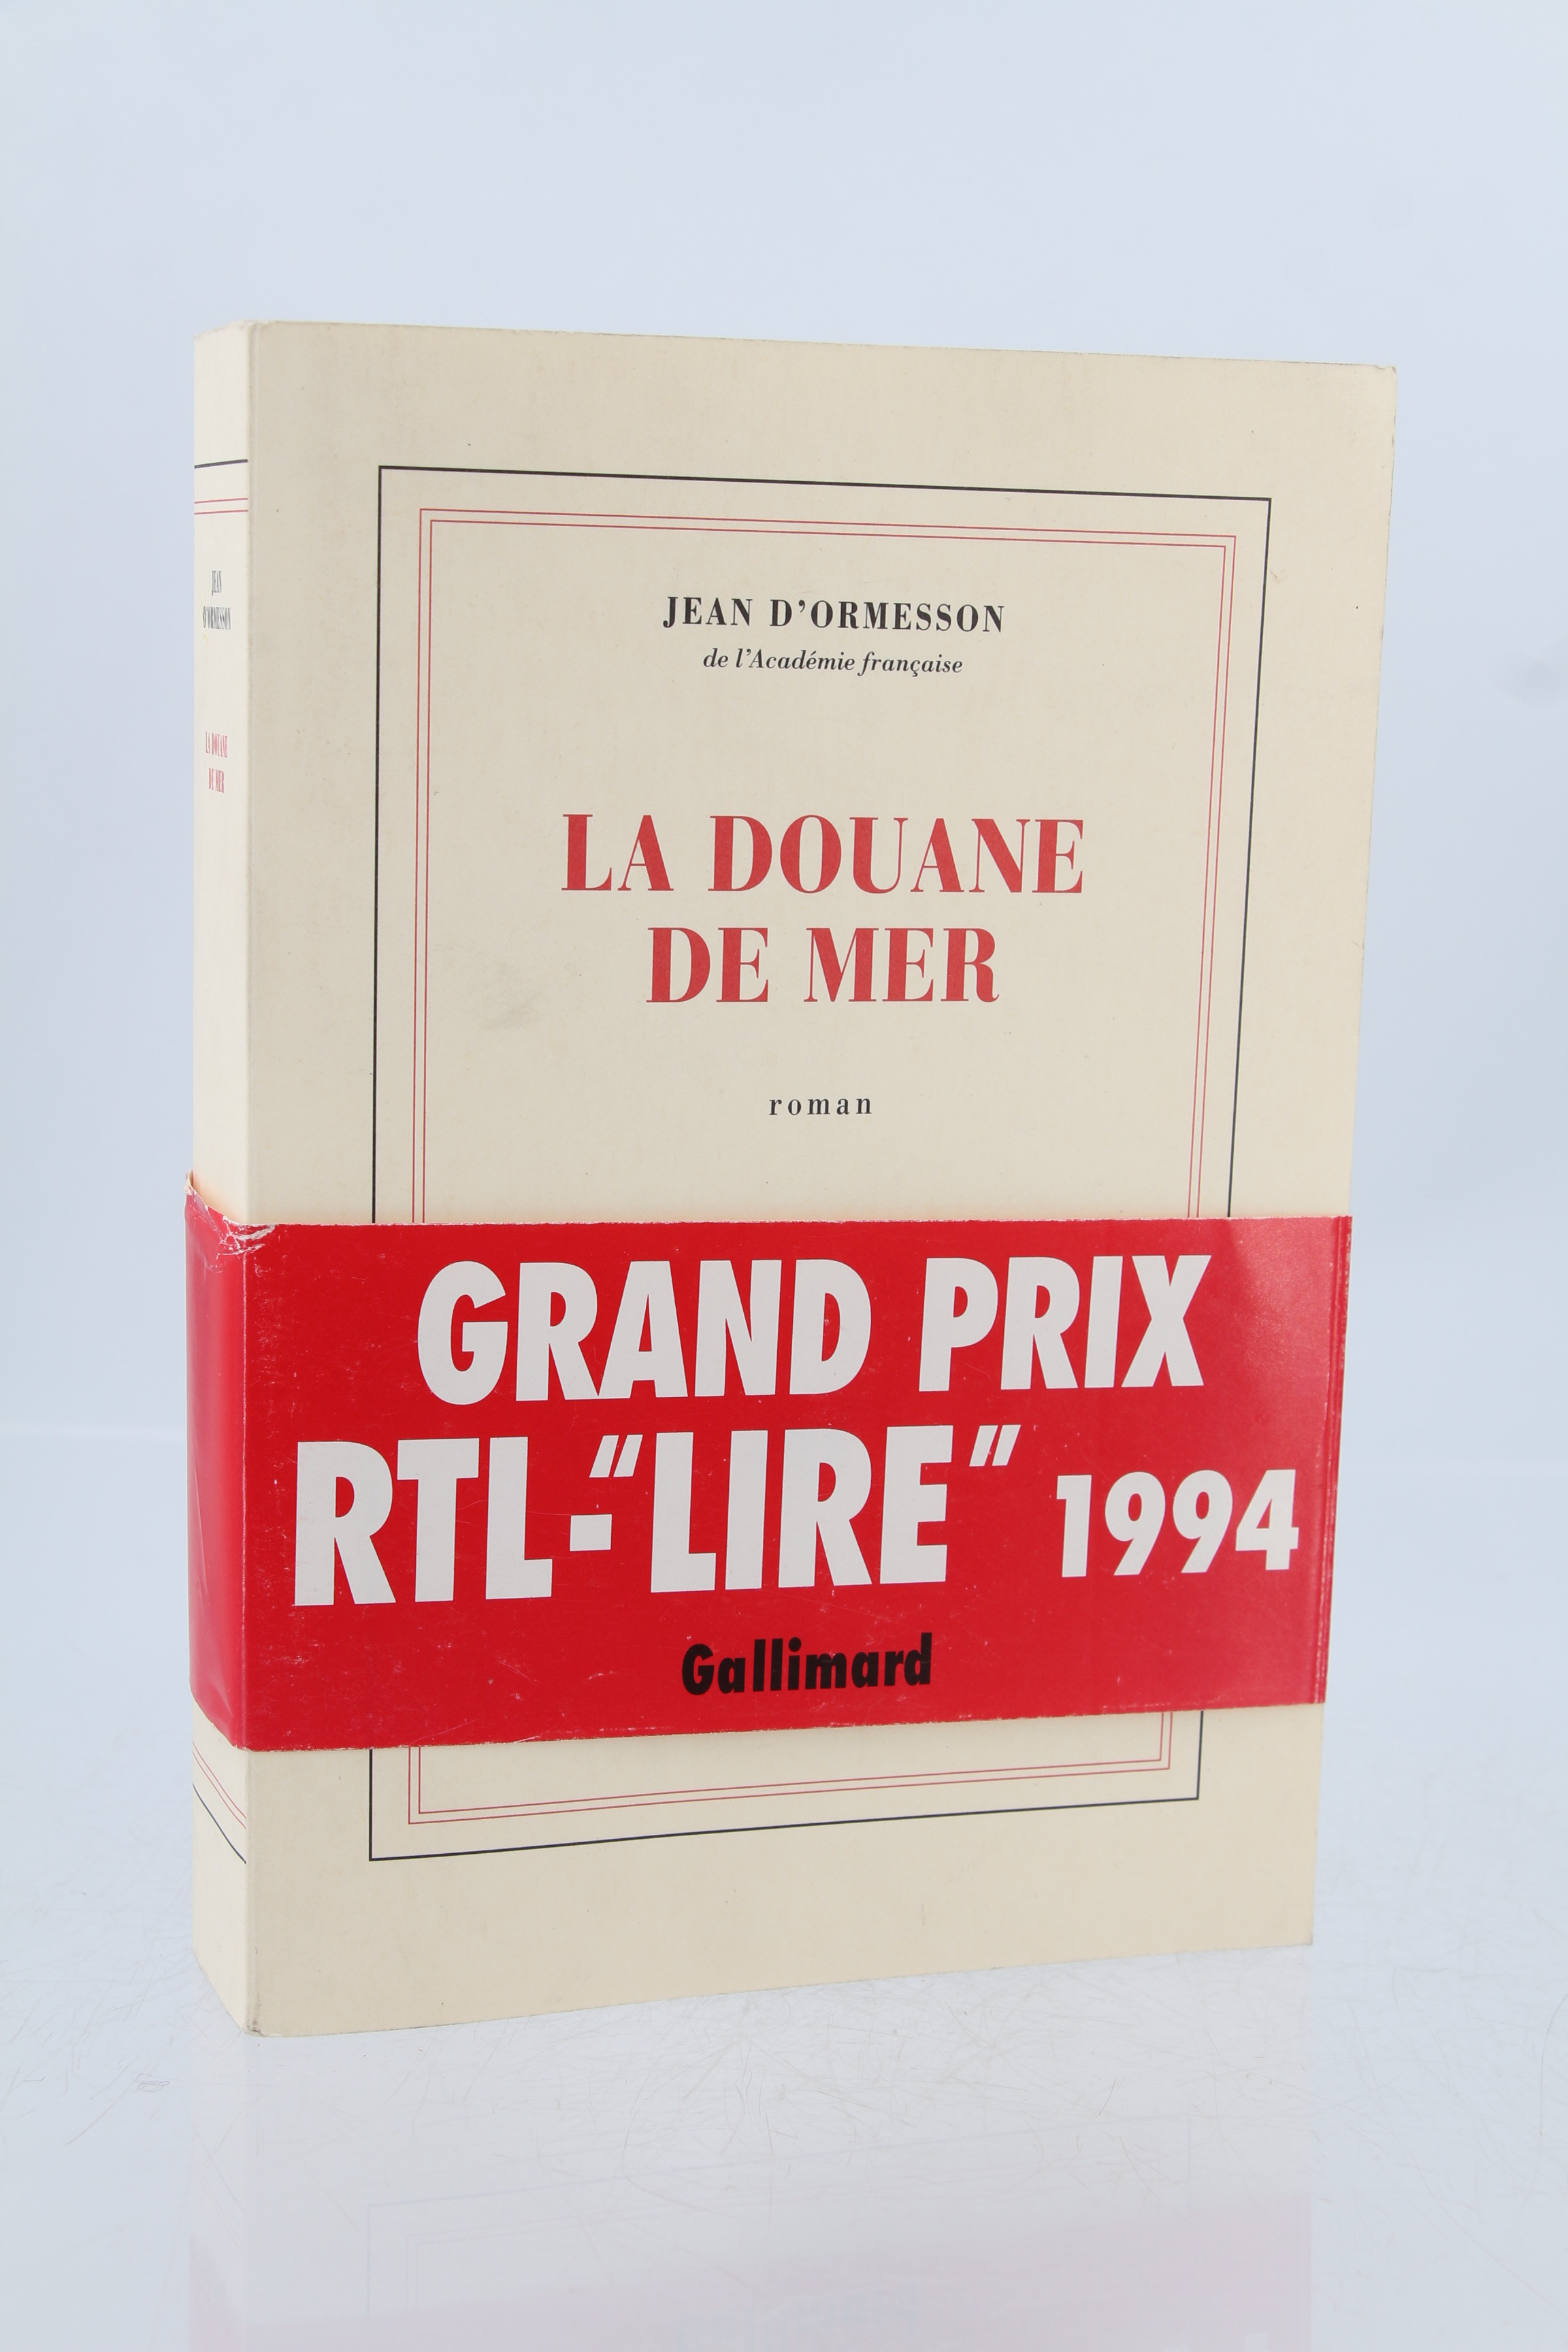 JEAN
D'ORMESSON
LA DOUANE
DE MER
JEAN D'ORMESSON
de l'Académie française
LA DOUANE
DE MER
roman
GRAND PRIX
RTL-“LIRE” 1994
Gallimard